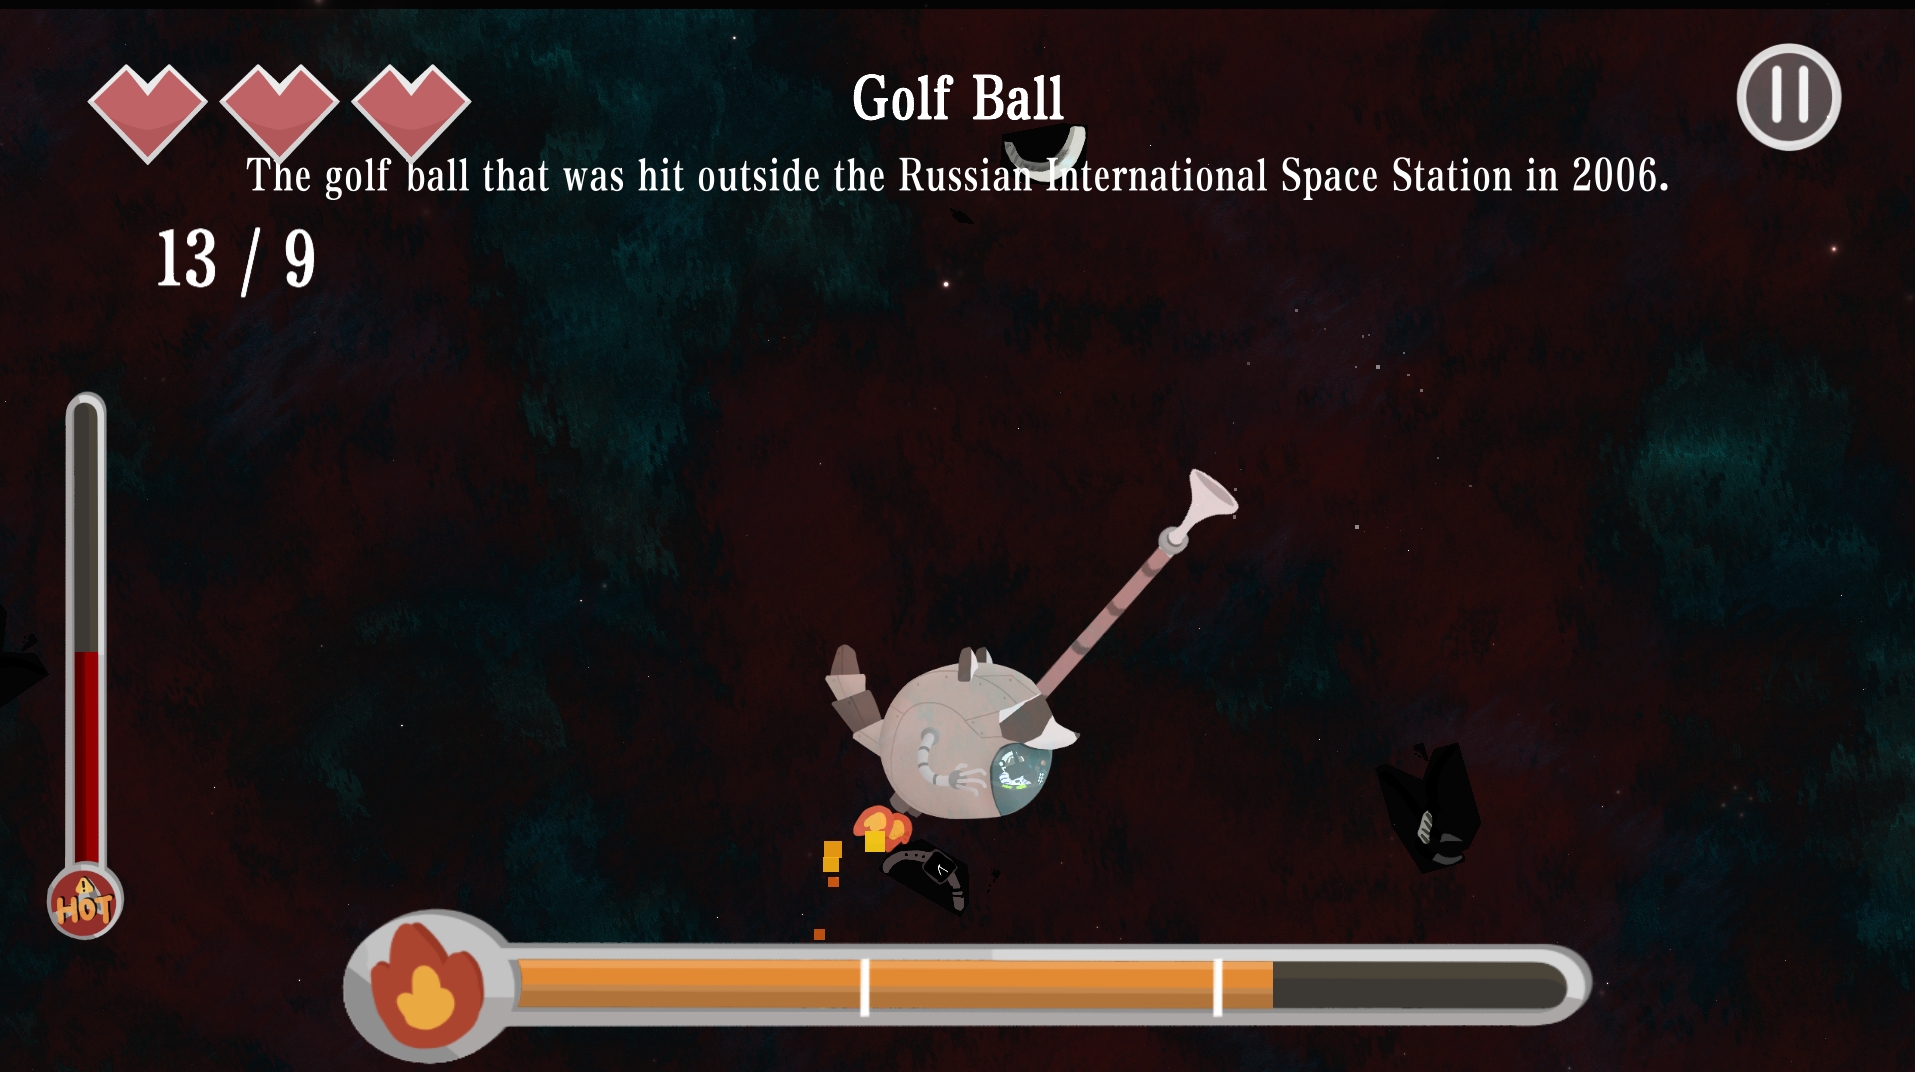 Golf Ball
The golf ball that was hit outside the Russian International Space Station in 2006.
13 / 9
HOT